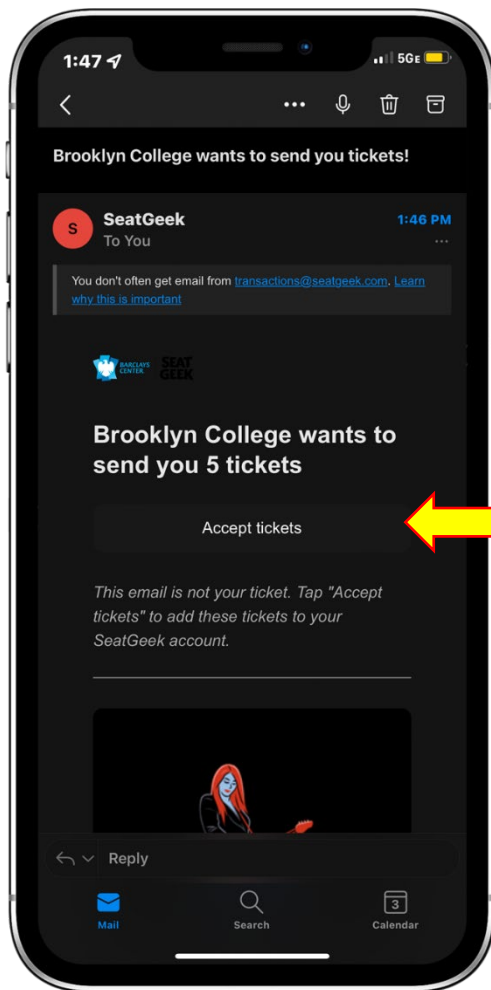 1:47
5GE
Brooklyn College wants to send you tickets!
S
SeatGeek
1:46 PM
To You
You don't often get email from transactions@seatgeek.com. Learn
why this is important
BARCLAYS
CENTER
SEAT
GEEK
Brooklyn College wants to
send you 5 tickets
Accept tickets
This email is not your ticket. Tap "Accept
tickets" to add these tickets to your
SeatGeek account.
Reply
3
Mail
Search
Calendar